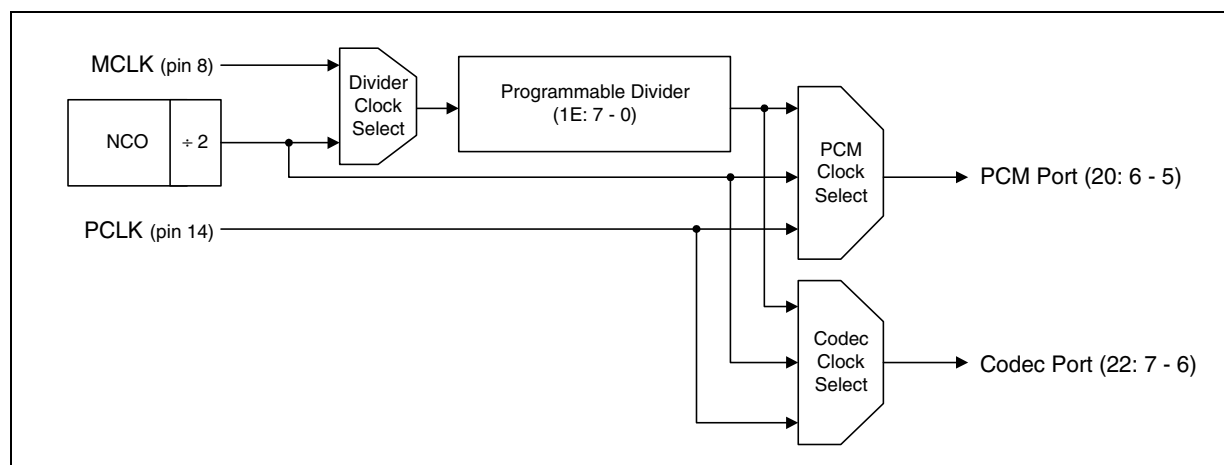 MCLK (pin 8)
NCO
÷ 2
PCLK (pin 14)
Divider
Clock
Select
Programmable Divider
(1E: 7 - 0)
PCM
Clock
Select
PCM Port (20: 6 - 5)
Codec
Clock
Select
Codec Port (22: 7 - 6)